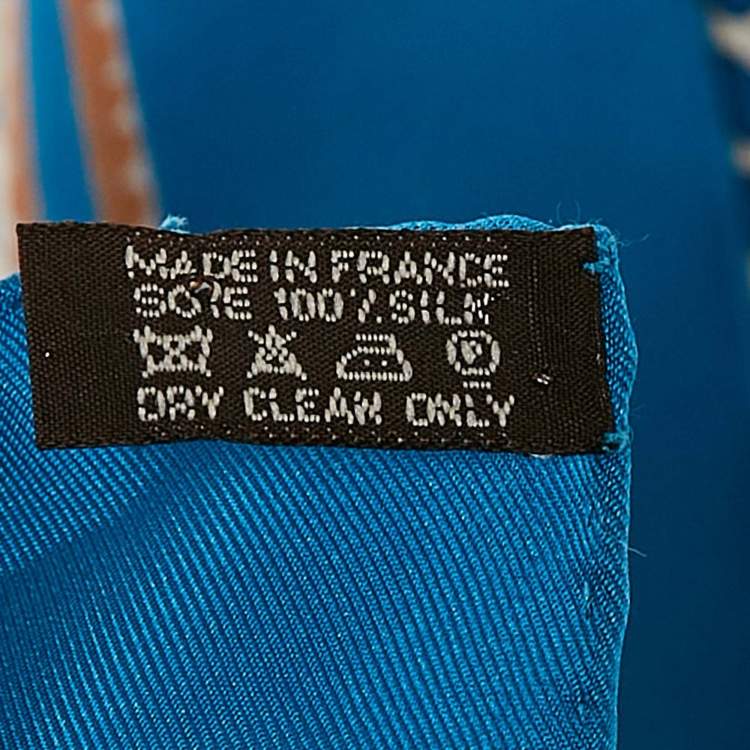 MADE IN FRANCE
SOIE 100% SILK
DRY CLEAN ONLY